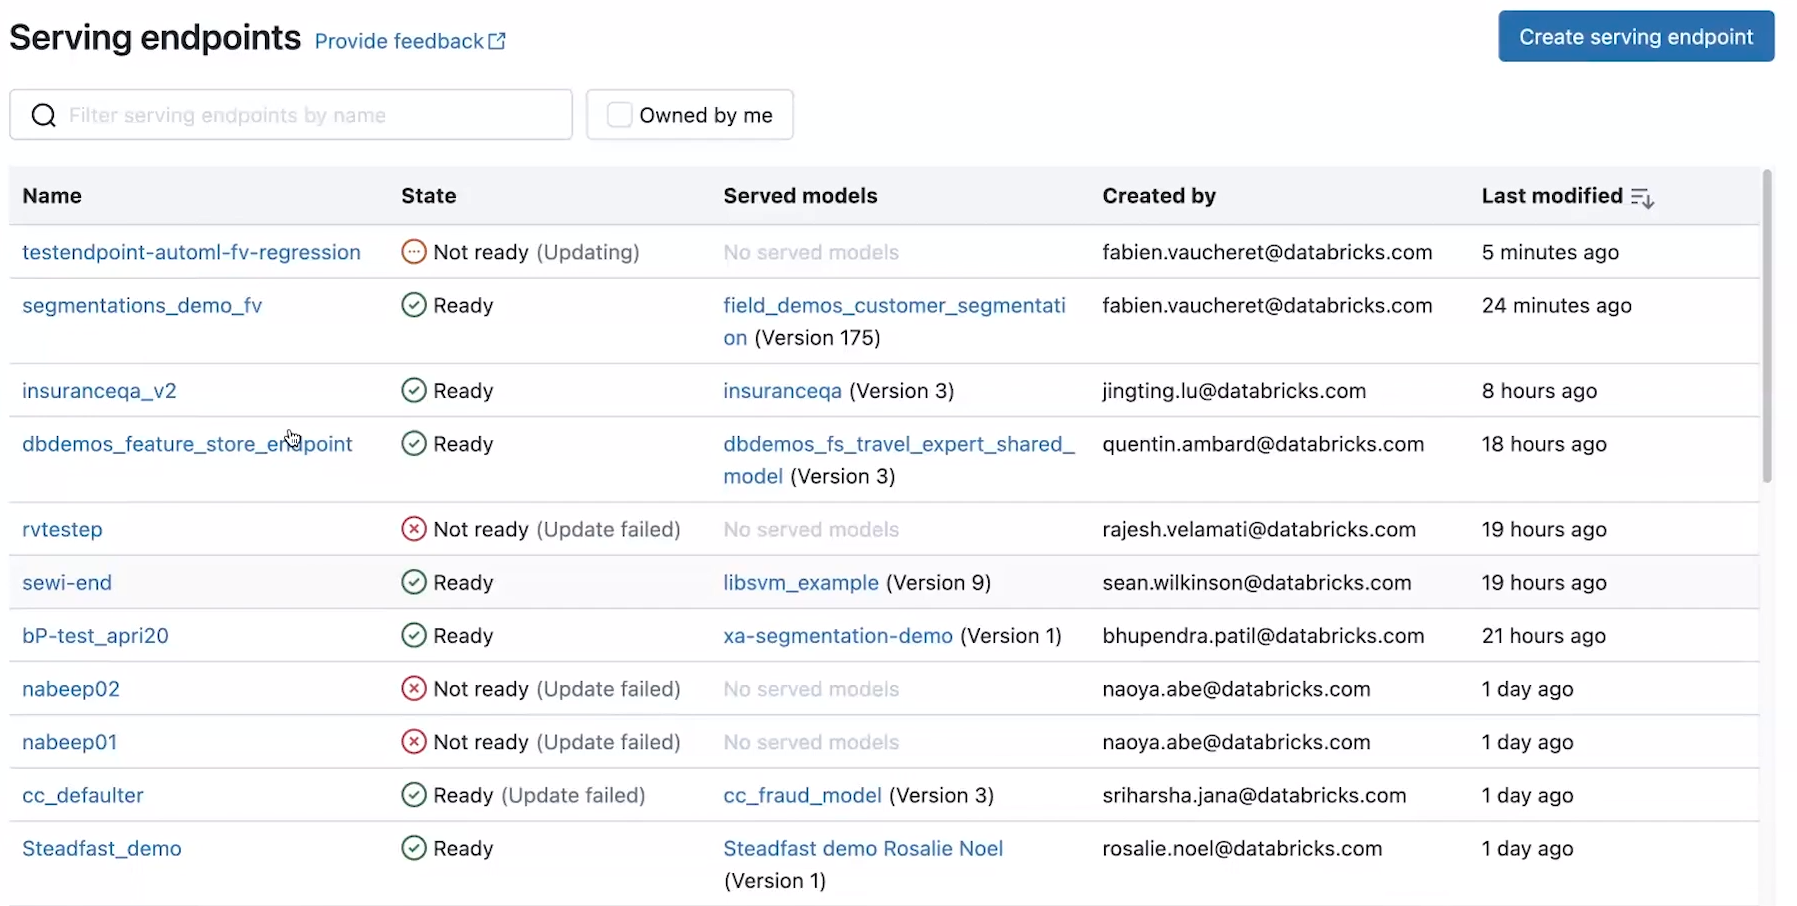 Serving endpoints Provide feedback
Create serving endpoint
Filter serving endpoints by name
Owned by me
Name State Served models Created by Last modified
testendpoint-automl-fv-regression Not ready (Updating) No served models fabien.vaucheret@databricks.com 5 minutes ago
segmentations_demo_fv Ready field_demos_customer_segmentati fabien.vaucheret@databricks.com 24 minutes ago
on (Version 175)
insuranceqa_v2 Ready insuranceqa (Version 3) jingting.lu@databricks.com 8 hours ago
dbdemos_feature_store_endpoint Ready dbdemos_fs_travel_expert_shared_ quentin.ambard@databricks.com 18 hours ago
model (Version 3)
rvtestep Not ready (Update failed) No served models rajesh.velamati@databricks.com 19 hours ago
sewi-end Ready libsvm_example (Version 9) sean.wilkinson@databricks.com 19 hours ago
bP-test_apri20 Ready xa-segmentation-demo (Version 1) bhupendra.patil@databricks.com 21 hours ago
nabeep02 Not ready (Update failed) No served models naoya.abe@databricks.com 1 day ago
nabeep01 Not ready (Update failed) No served models naoya.abe@databricks.com 1 day ago
cc_defaulter Ready (Update failed) cc_fraud_model (Version 3) sriharsha.jana@databricks.com 1 day ago
Steadfast_demo Ready Steadfast demo Rosalie Noel rosalie.noel@databricks.com 1 day ago
(Version 1)